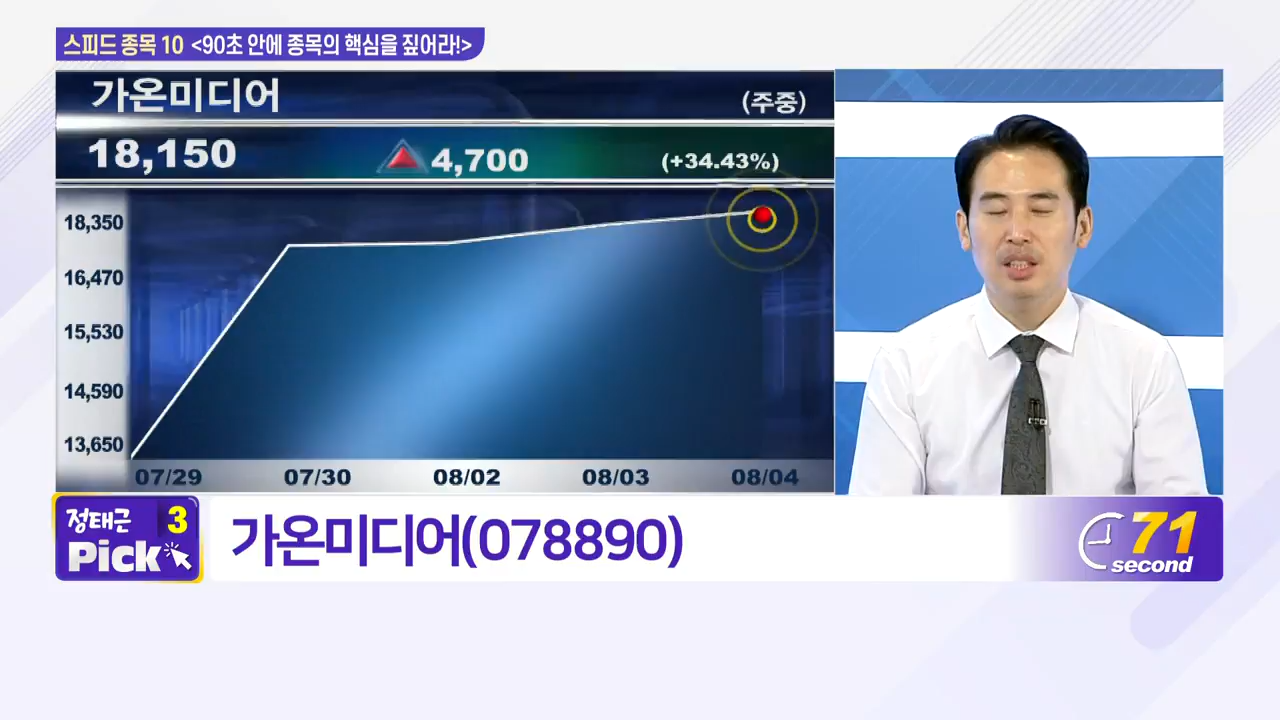 스피드 종목 10 <90초 안에 종목의 핵심을 짚어라!>
가온미디어
(주중)
18,150
4,700
(+34.43%)
18,350
16,470
15,530
14,590
13,650
07/29
07/30
08/02
08/03
08/04
정태근 3
Pick
가온미디어(078890)
71
second